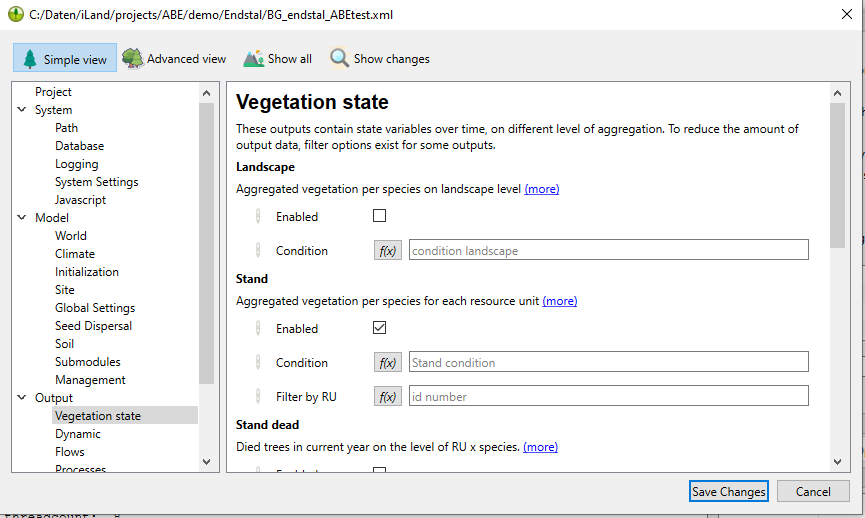 C:/Daten/iLand/projects/ABE/demo/Endstal/BG_endstal_ABEtest.xml
Simple view
Advanced view
Show all
Show changes
Project
System
Path
Database
Logging
System Settings
Javascript
Model
World
Climate
Initialization
Site
Global Settings
Seed Dispersal
Soil
Submodules
Management
Output
Vegetation state
Dynamic
Flows
Processes
Vegetation state
These outputs contain state variables over time, on different level of aggregation. To reduce the amount of
output data, filter options exist for some outputs.
Landscape
Aggregated vegetation per species on landscape level (more)
Enabled
Condition f(x) condition landscape
Stand
Aggregated vegetation per species for each resource unit (more)
Enabled
Condition f(x) Stand condition
Filter by RU f(x) id number
Stand dead
Died trees in current year on the level of RU x species. (more)
Enabled
Save Changes
Cancel